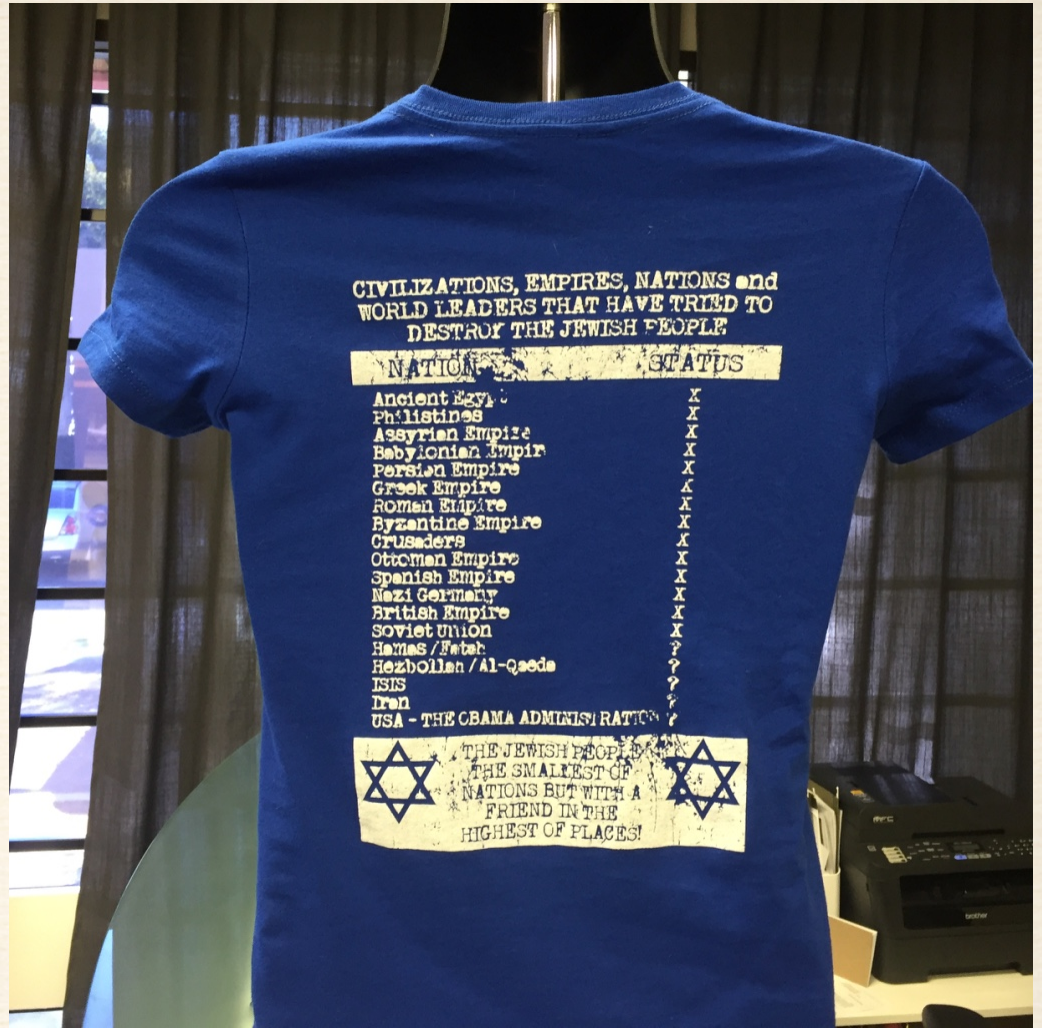 CIVILIZATIONS, EMPIRES, NATIONS and
WORLD LEADERS THAT HAVE TRIED TO
DESTROY THE JEWISH PEOPLE
NATION STATUS
Ancient Egypt X
Philistines X
Assyrian Empire X
Babylonian Empire X
Persian Empire X
Greek Empire X
Roman Empire X
Byzantine Empire X
Crusaders X
Ottoman Empire X
Spanish Empire X
Nazi Germany X
British Empire X
Soviet Union X
Hamas / Fatah ?
Hezbollah / Al-Qaeda ?
ISIS ?
Iran ?
USA - THE OBAMA ADMINISTRATION ?
THE JEWISH PEOPLE
THE SMALLEST OF
NATIONS BUT WITH A
FRIEND IN THE
HIGHEST OF PLACES!
MFC
brother